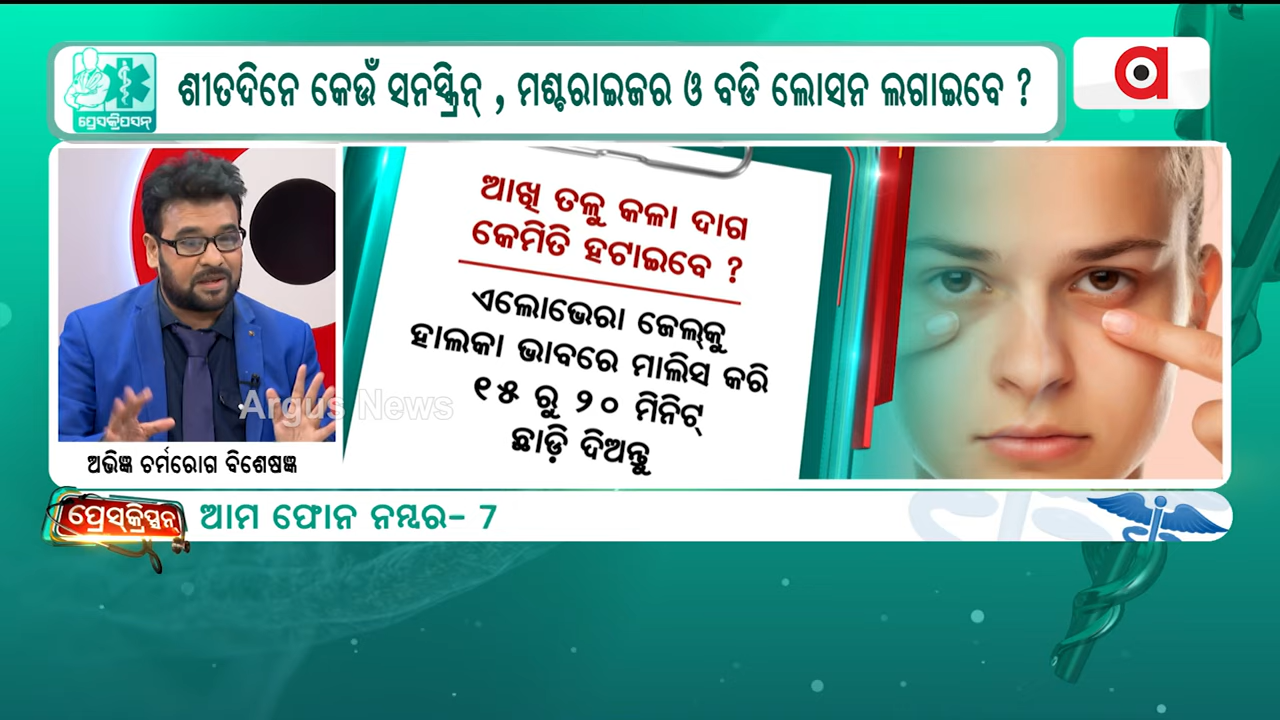 ଶୀତଦିନେ କେଉଁ ସନସ୍କ୍ରିନ୍ , ମଶ୍ଚରାଇଜର ଓ ବଡି ଲୋସନ ଲଗାଇବେ ?
ପ୍ରେସକ୍ରିପସନ୍
a
ଆଖି ତଳୁ କଳା ଦାଗ
କେମିତି ହଟାଇବେ ?
ଏଲୋଭେରା ଜେଲ୍‌କୁ
ହାଲକା ଭାବରେ ମାଲିସ କରି
୧୫ ରୁ ୨୦ ମିନିଟ୍
ଛାଡ଼ି ଦିଅନ୍ତୁ
Argus News
ଅଭିଜ୍ଞ ଚର୍ମରୋଗ ବିଶେଷଜ୍ଞ
ପ୍ରେସ୍‌କ୍ରିପ୍ସନ୍
ଆମ ଫୋନ ନମ୍ବର- 7